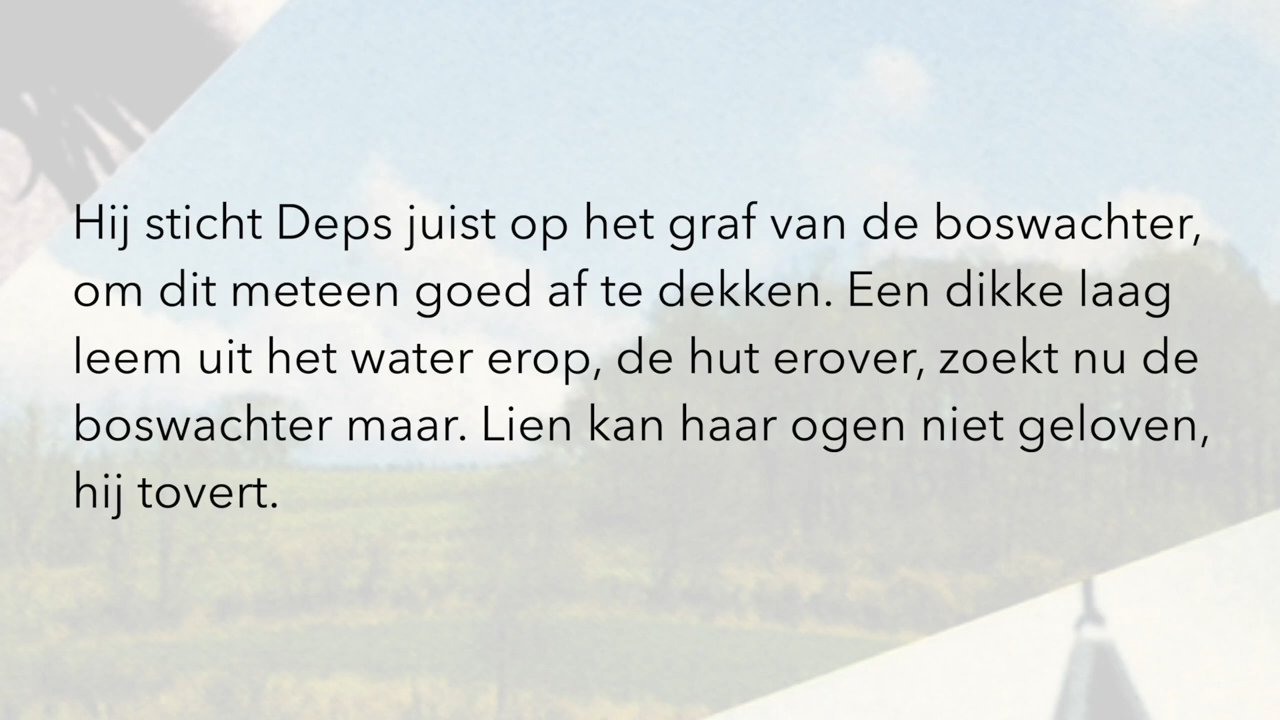 Hij sticht Deps juist op het graf van de boswachter,
om dit meteen goed af te dekken. Een dikke laag
leem uit het water erop, de hut erover, zoekt nu de
boswachter maar. Lien kan haar ogen niet geloven,
hij tovert.